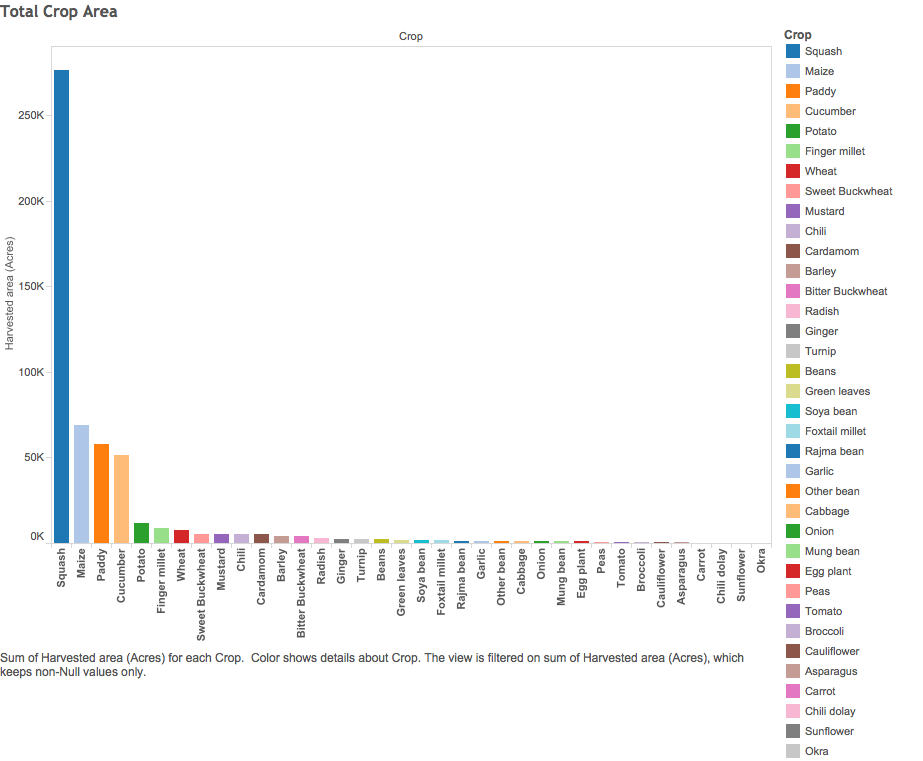 Total Crop Area
Crop
Harvested area (Acres)
250K
200K
150K
100K
50K
0K
Squash
Maize
Paddy
Cucumber
Potato
Finger millet
Wheat
Sweet Buckwheat
Mustard
Chili
Cardamom
Barley
Bitter Buckwheat
Radish
Ginger
Turnip
Beans
Green leaves
Soya bean
Foxtail millet
Rajma bean
Garlic
Other bean
Cabbage
Onion
Mung bean
Egg plant
Peas
Tomato
Broccoli
Cauliflower
Asparagus
Carrot
Chili dolay
Sunflower
Okra
Sum of Harvested area (Acres) for each Crop.  Color shows details about Crop. The view is filtered on sum of Harvested area (Acres), which
keeps non-Null values only.
Crop
Squash
Maize
Paddy
Cucumber
Potato
Finger millet
Wheat
Sweet Buckwheat
Mustard
Chili
Cardamom
Barley
Bitter Buckwheat
Radish
Ginger
Turnip
Beans
Green leaves
Soya bean
Foxtail millet
Rajma bean
Garlic
Other bean
Cabbage
Onion
Mung bean
Egg plant
Peas
Tomato
Broccoli
Cauliflower
Asparagus
Carrot
Chili dolay
Sunflower
Okra